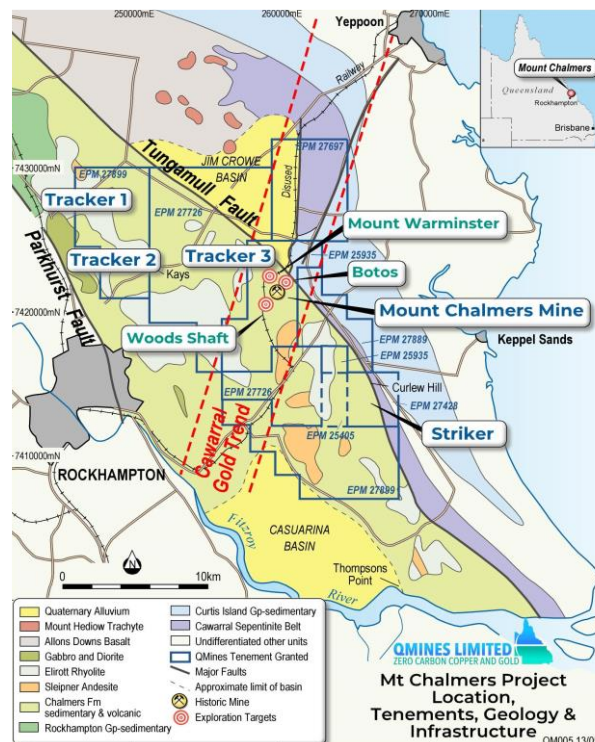 250000mE
260000mE
270000mE
Yeppoon
Railway
Mount Chalmers
Queensland
Rockhampton
Brisbane
7430000mN
EPM 27899
Tungamull Fault
JIM CROWE
BASIN
EPM 27697
Disused
Tracker 1
EPM 27726
Mount Warminster
Tracker 2
Kays
Tracker 3
EPM 25935
Botos
Parkhurst Fault
7420000mN
Mount Chalmers Mine
Woods Shaft
EPM 27889
EPM 25935
Keppel Sands
EPM 27726
Curlew Hill
EPM 27428
Cawarral
Gold Trend
Striker
EPM 25405
7410000mN
ROCKHAMPTON
EPM 27899
Fitzroy
River
CASUARINA
BASIN
Thompsons
Point
N
0
10km
Quaternary Alluvium
Mount Hediow Trachyte
Allons Downs Basalt
Gabbro and Diorite
Elirott Rhyolite
Sleipner Andesite
Chalmers Fm
sedimentary & volcanic
Rockhampton Gp-sedimentary
Curtis Island Gp-sedimentary
Cawarral Sepentinite Belt
Undifferentiated other units
QMines Tenement Granted
Major Faults
Approximate limit of basin
Historic Mine
Exploration Targets
QMINES LIMITED
ZERO CARBON COPPER AND GOLD
Mt Chalmers Project
Location,
Tenements, Geology &
Infrastructure